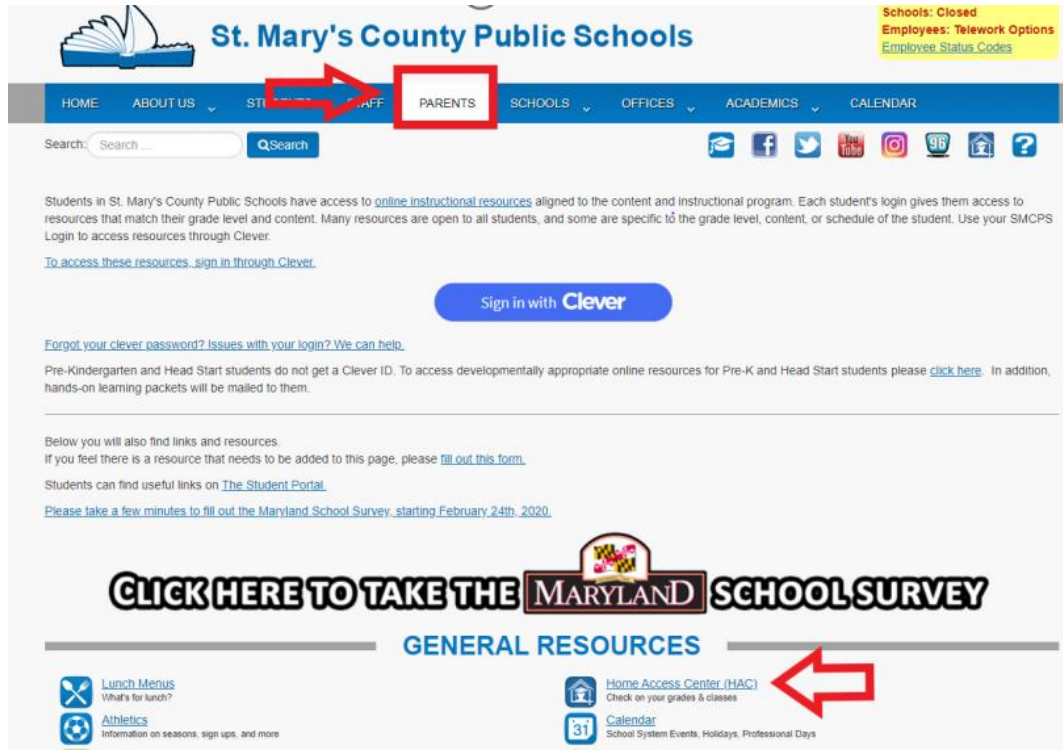 Schools: Closed
Employees: Telework Options
Employee Status Codes
St. Mary's County Public Schools
HOME ABOUT US STAFF PARENTS SCHOOLS OFFICES ACADEMICS CALENDAR
Search: Search ... Search
You Tube 96 ?
Students in St. Mary's County Public Schools have access to online instructional resources aligned to the content and instructional program. Each student's login gives them access to
resources that match their grade level and content. Many resources are open to all students, and some are specific to the grade level, content, or schedule of the student. Use your SMCPS
Login to access resources through Clever.
To access these resources, sign in through Clever.
Sign in with Clever
Forgot your clever password? Issues with your login? We can help.
Pre-Kindergarten and Head Start students do not get a Clever ID. To access developmentally appropriate online resources for Pre-K and Head Start students please click here. In addition,
hands-on learning packets will be mailed to them.
Below you will also find links and resources.
If you feel there is a resource that needs to be added to this page, please fill out this form.
Students can find useful links on The Student Portal.
Please take a few minutes to fill out the Maryland School Survey, starting February 24th, 2020.
CLICK HERE TO TAKE THE MARYLAND SCHOOL SURVEY
GENERAL RESOURCES
Lunch Menus
What's for lunch?
Home Access Center (HAC)
Check on your grades & classes
Athletics
Information on seasons, sign ups, and more
31
Calendar
School System Events, Holidays, Professional Days